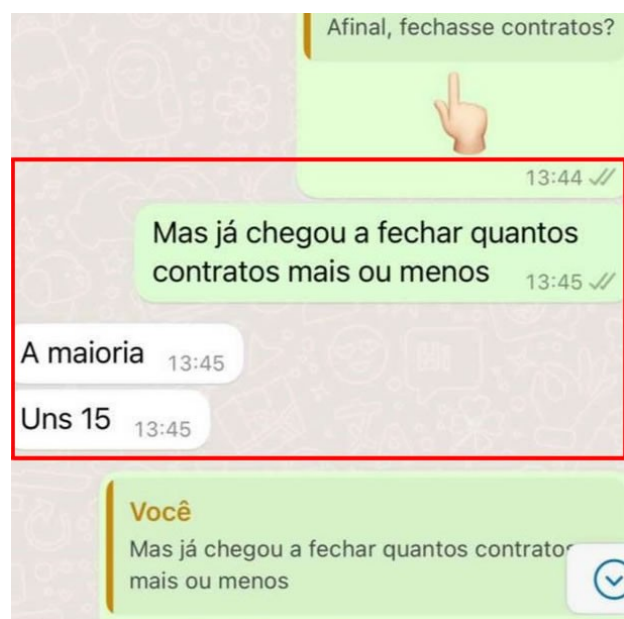 Afinal, fechasse contratos?
13:44
Mas já chegou a fechar quantos
contratos mais ou menos 13:45
A maioria 13:45
Uns 15 13:45
Você
Mas já chegou a fechar quantos contratos
mais ou menos